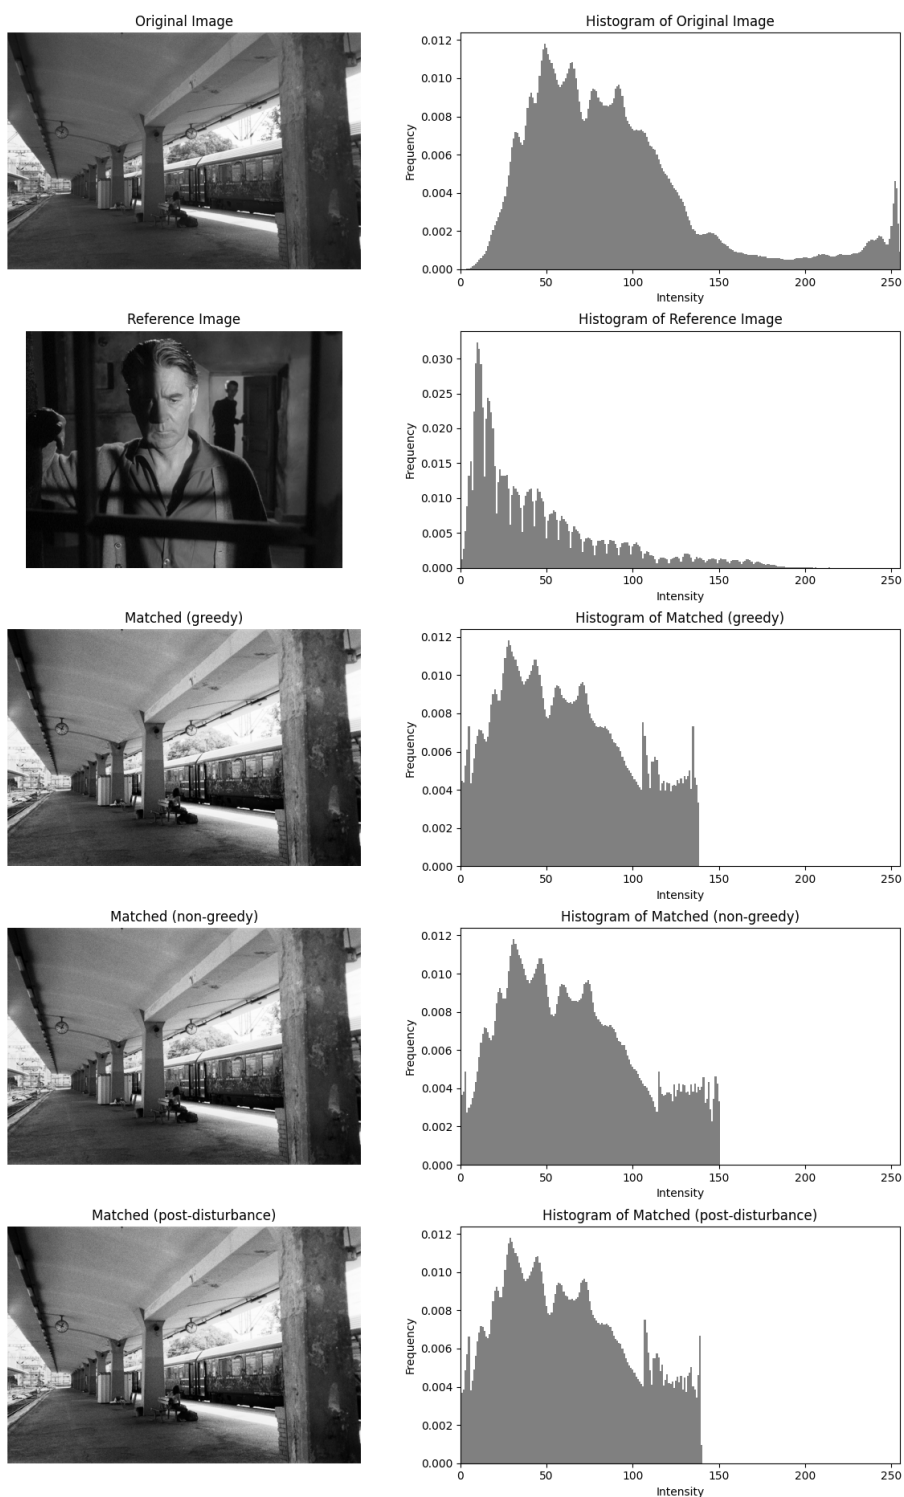 Original Image
Histogram of Original Image
Frequency
0.012
0.010
0.008
0.006
0.004
0.002
0.000
0 50 100 150 200 250
Intensity
Reference Image
Histogram of Reference Image
Frequency
0.030
0.025
0.020
0.015
0.010
0.005
0.000
0 50 100 150 200 250
Intensity
Matched (greedy)
Histogram of Matched (greedy)
Frequency
0.012
0.010
0.008
0.006
0.004
0.002
0.000
0 50 100 150 200 250
Intensity
Matched (non-greedy)
Histogram of Matched (non-greedy)
Frequency
0.012
0.010
0.008
0.006
0.004
0.002
0.000
0 50 100 150 200 250
Intensity
Matched (post-disturbance)
Histogram of Matched (post-disturbance)
Frequency
0.012
0.010
0.008
0.006
0.004
0.002
0.000
0 50 100 150 200 250
Intensity